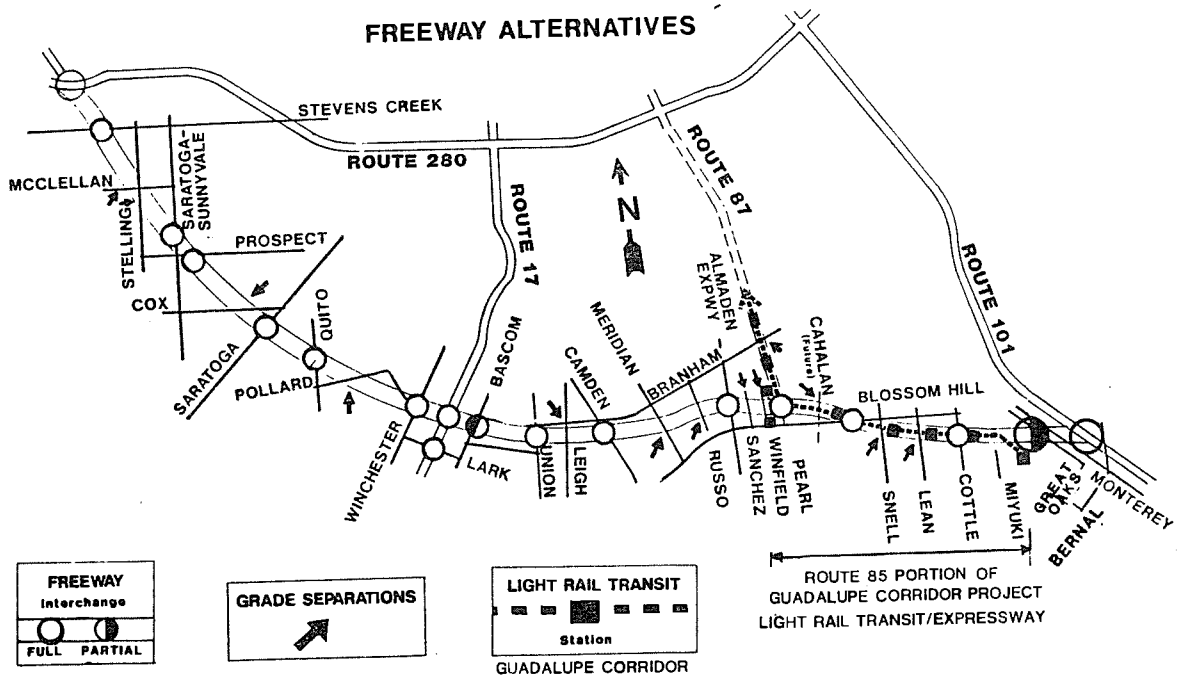 FREEWAY ALTERNATIVES
STEVENS CREEK
ROUTE 280
MCCLELLAN
STELLING
SARATOGA-
SUNNYVALE
PROSPECT
COX
SARATOGA
QUITO
POLLARD
ROUTE 17
N
ROUTE 87
ROUTE 101
WINCHESTER
BASCOM
LARK
UNION
LEIGH
CAMDEN
MERIDIAN
BRANHAM
ALMADEN
EXPWY
RUSSO
SANCHEZ
WINFIELD
PEARL
CAHALAN
(Future)
BLOSSOM HILL
SNELL
LEAN
COTTLE
MIYUKI
GREAT
OAKS
BERNAL
MONTEREY
ROUTE 85 PORTION OF
GUADALUPE CORRIDOR PROJECT
LIGHT RAIL TRANSIT/EXPRESSWAY
FREEWAY
Interchange
FULL PARTIAL
GRADE SEPARATIONS
LIGHT RAIL TRANSIT
Station
GUADALUPE CORRIDOR